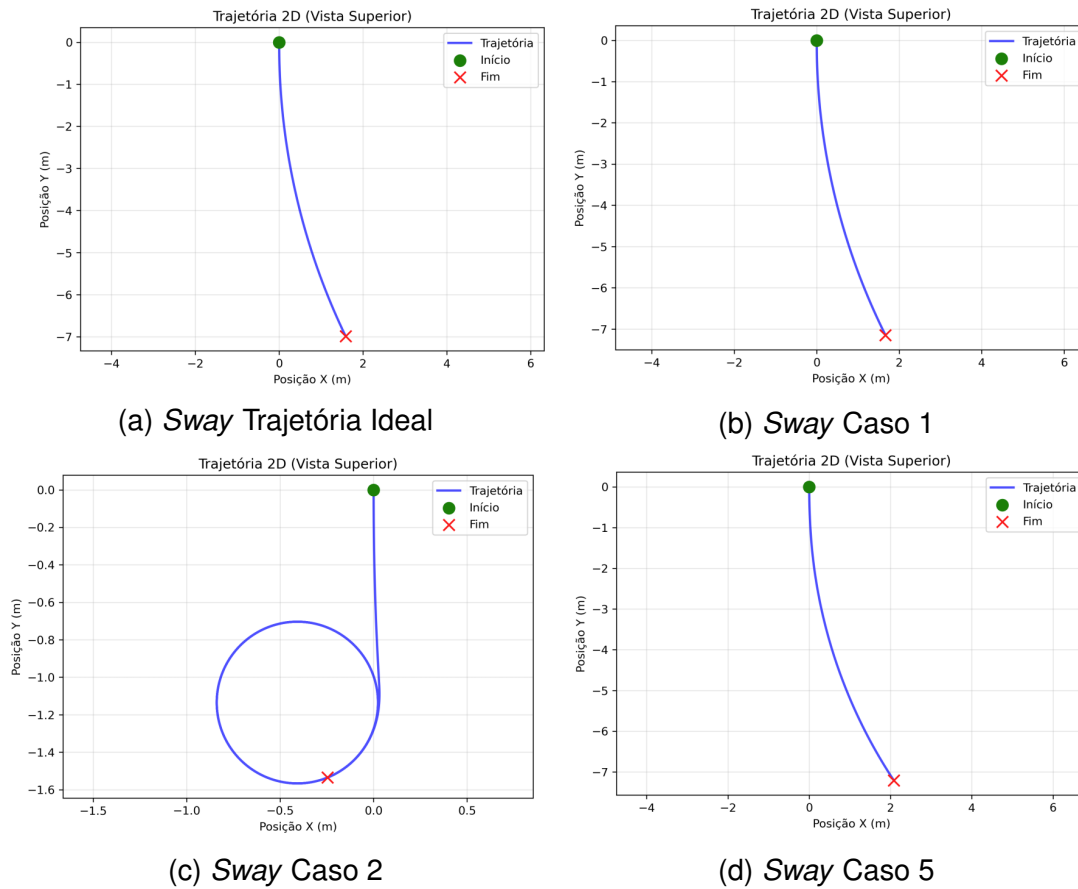 Trajetória 2D (Vista Superior)
Trajetória
Início
Fim
0
−1
−2
−3
−4
−5
−6
−7
Posição Y (m)
−4
−2
0
2
4
6
Posição X (m)
(a) Sway Trajetória Ideal
Trajetória 2D (Vista Superior)
Trajetória
Início
Fim
0
−1
−2
−3
−4
−5
−6
−7
Posição Y (m)
−4
−2
0
2
4
6
Posição X (m)
(b) Sway Caso 1
Trajetória 2D (Vista Superior)
Trajetória
Início
Fim
0.0
−0.2
−0.4
−0.6
−0.8
−1.0
−1.2
−1.4
−1.6
Posição Y (m)
−1.5
−1.0
−0.5
0.0
0.5
Posição X (m)
(c) Sway Caso 2
Trajetória 2D (Vista Superior)
Trajetória
Início
Fim
0
−1
−2
−3
−4
−5
−6
−7
Posição Y (m)
−4
−2
0
2
4
6
Posição X (m)
(d) Sway Caso 5